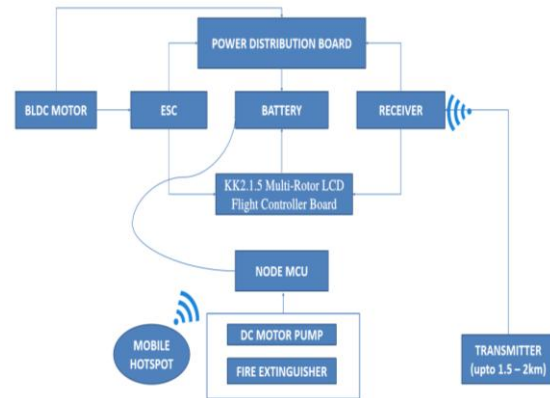 POWER DISTRIBUTION BOARD
BLDC MOTOR
ESC
BATTERY
RECEIVER
KK2.1.5 Multi-Rotor LCD
Flight Controller Board
NODE MCU
MOBILE
HOTSPOT
DC MOTOR PUMP
FIRE EXTINGUISHER
TRANSMITTER
(upto 1.5 – 2km)